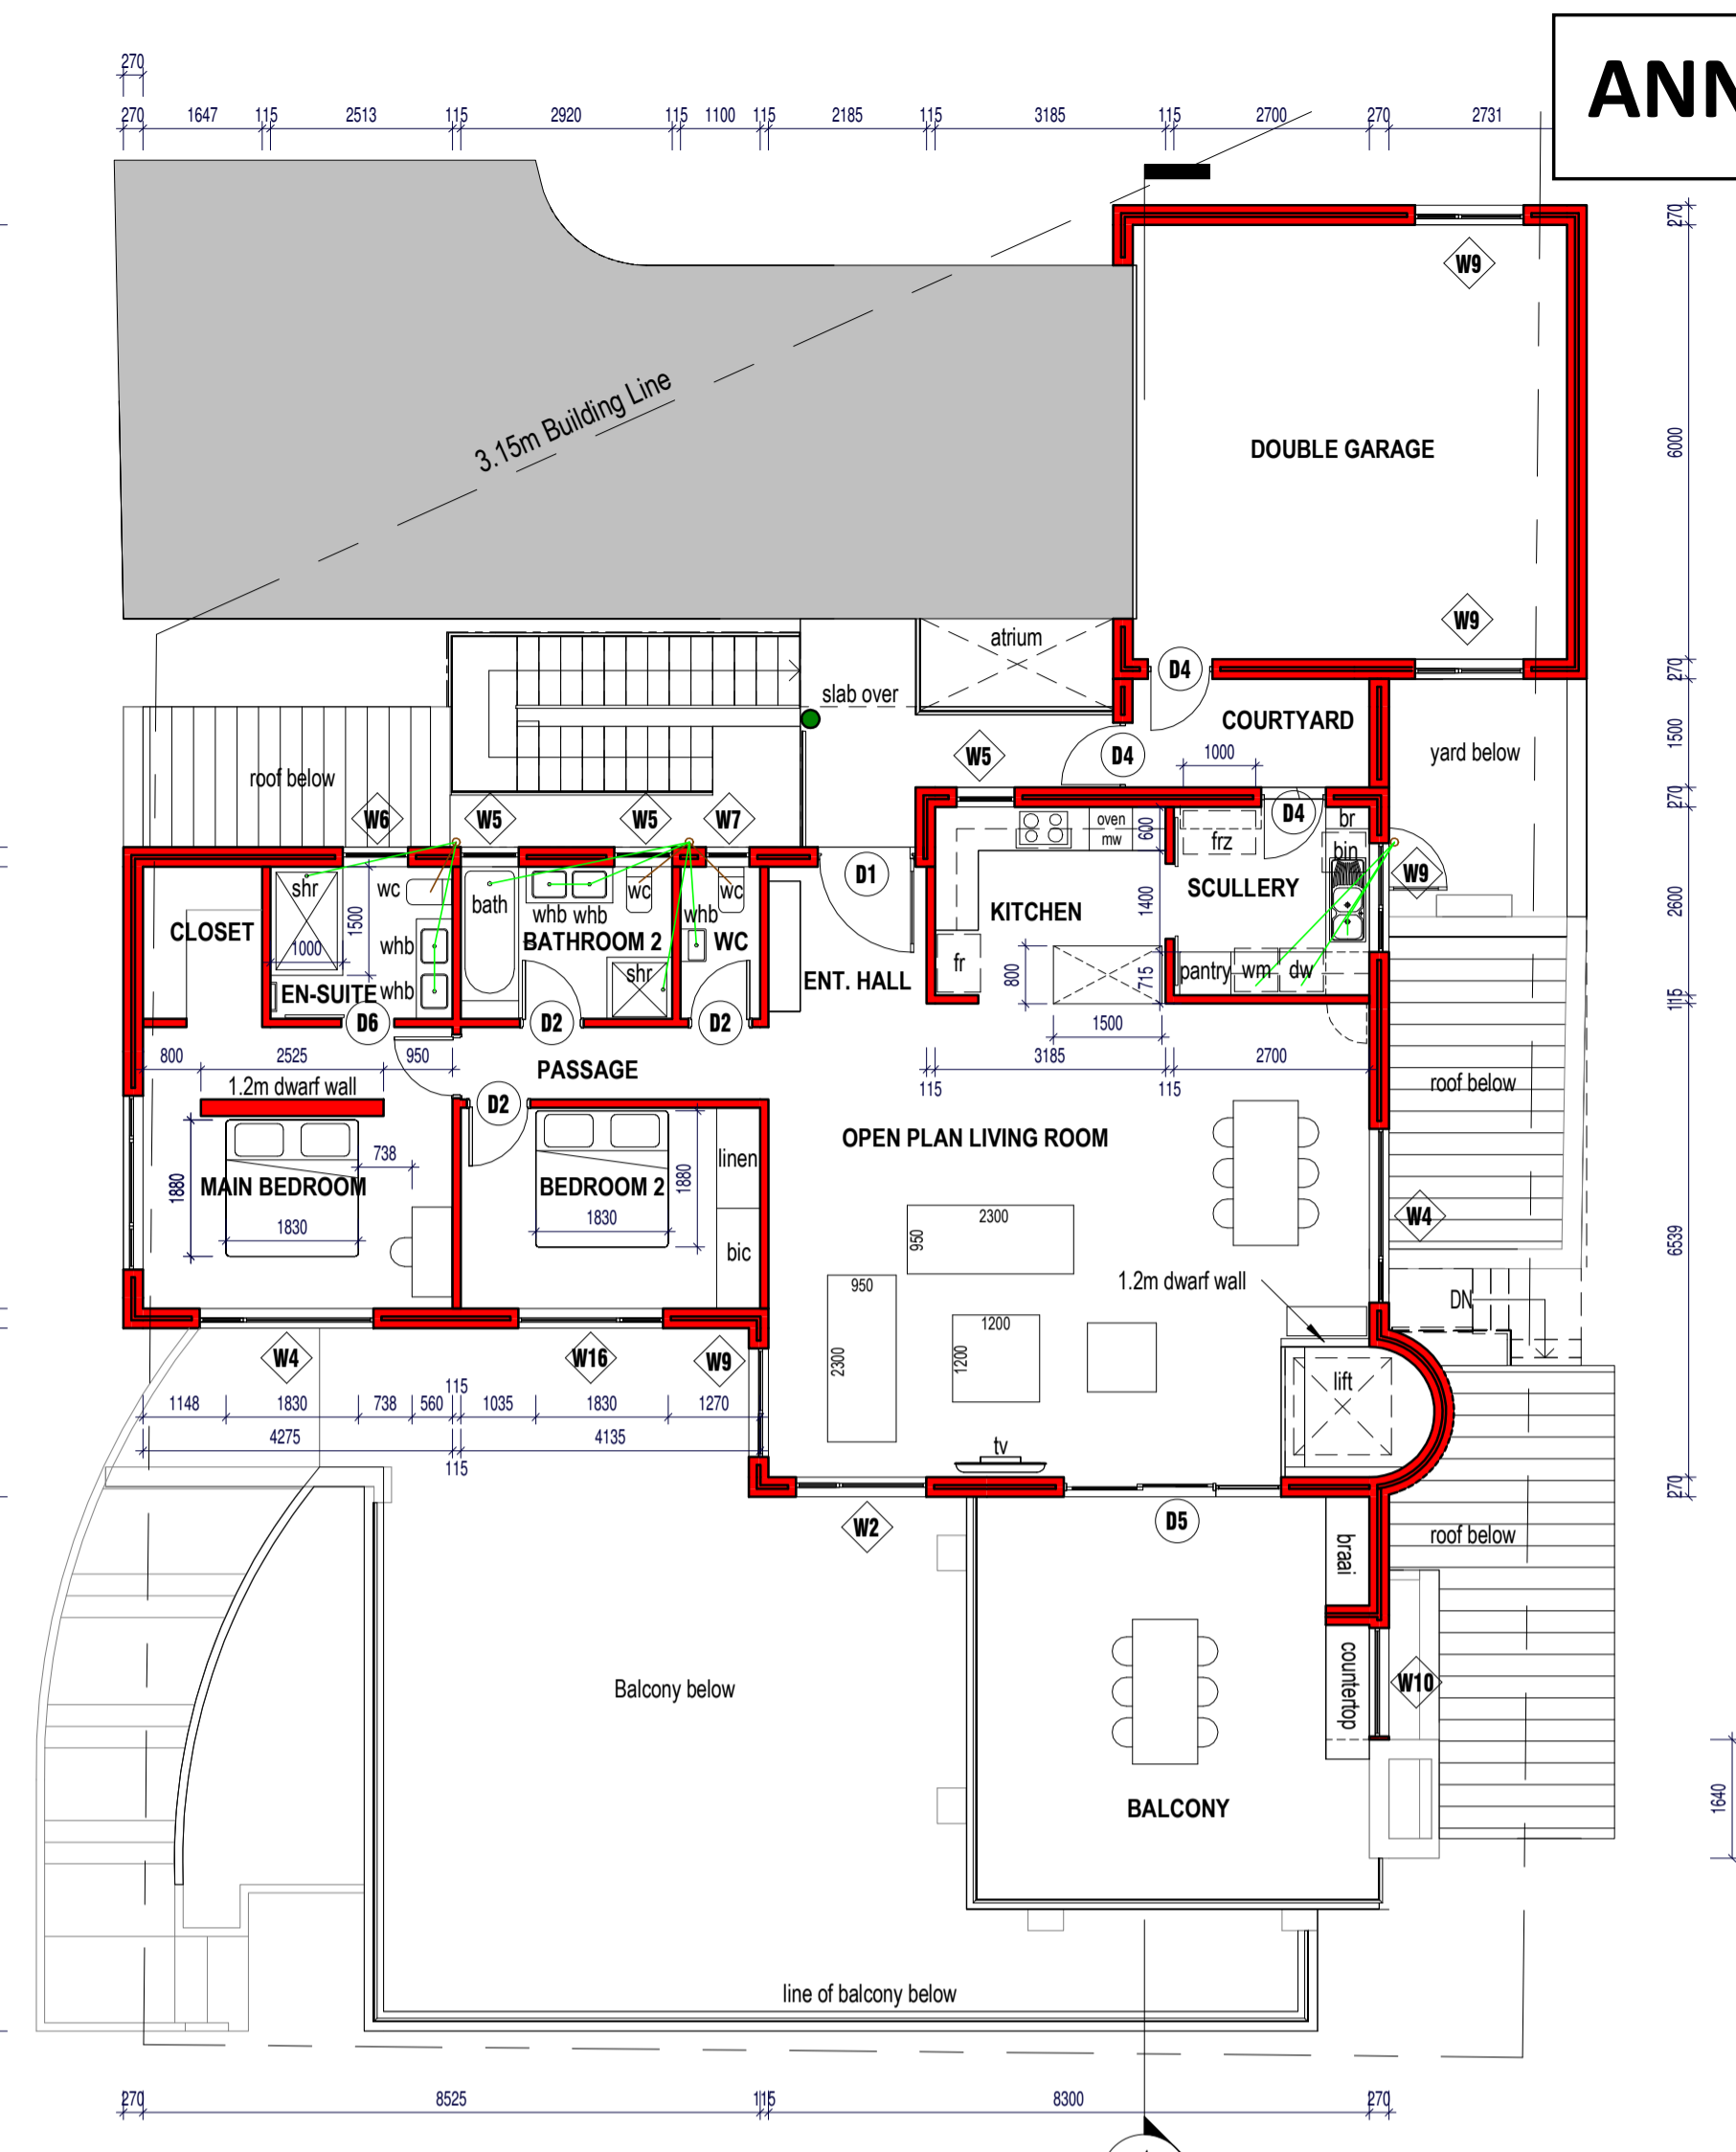 ANN
270
270 1647 115 2513 115 2920 115 1100 115 2185 115 3185 115 2700 270 2731
270
W9
3.15m Building Line
DOUBLE GARAGE
6000
W9
atrium
D4
270
slab over
COURTYARD
1500
W5
D4
1000
yard below
roof below
W6
W5
W5
W7
270
oven
mw
600
frz
D4
br
bin
shr
wc
bath
wc
wc
D1
W9
CLOSET
1500
whb whb
whb
KITCHEN
1400
SCULLERY
2600
1000
whb
BATHROOM 2
WC
EN-SUITE
whb
shr
ENT. HALL
fr
800
715
pantry
wm
dw
115
D6
D2
D2
1500
800
2525
950
PASSAGE
3185
2700
1.2m dwarf wall
D2
115
115
roof below
738
OPEN PLAN LIVING ROOM
linen
1880
MAIN BEDROOM
BEDROOM 2
1880
1830
1830
bic
2300
950
W4
6539
950
1.2m dwarf wall
DN
1200
1200
2300
W4
W16
W9
lift
115
1148 1830 738 560 1035 1830 1270
4275 4135
115
tv
270
W2
D5
braai
roof below
countertop
W10
Balcony below
BALCONY
1640
line of balcony below
270 8525 115 8300 270